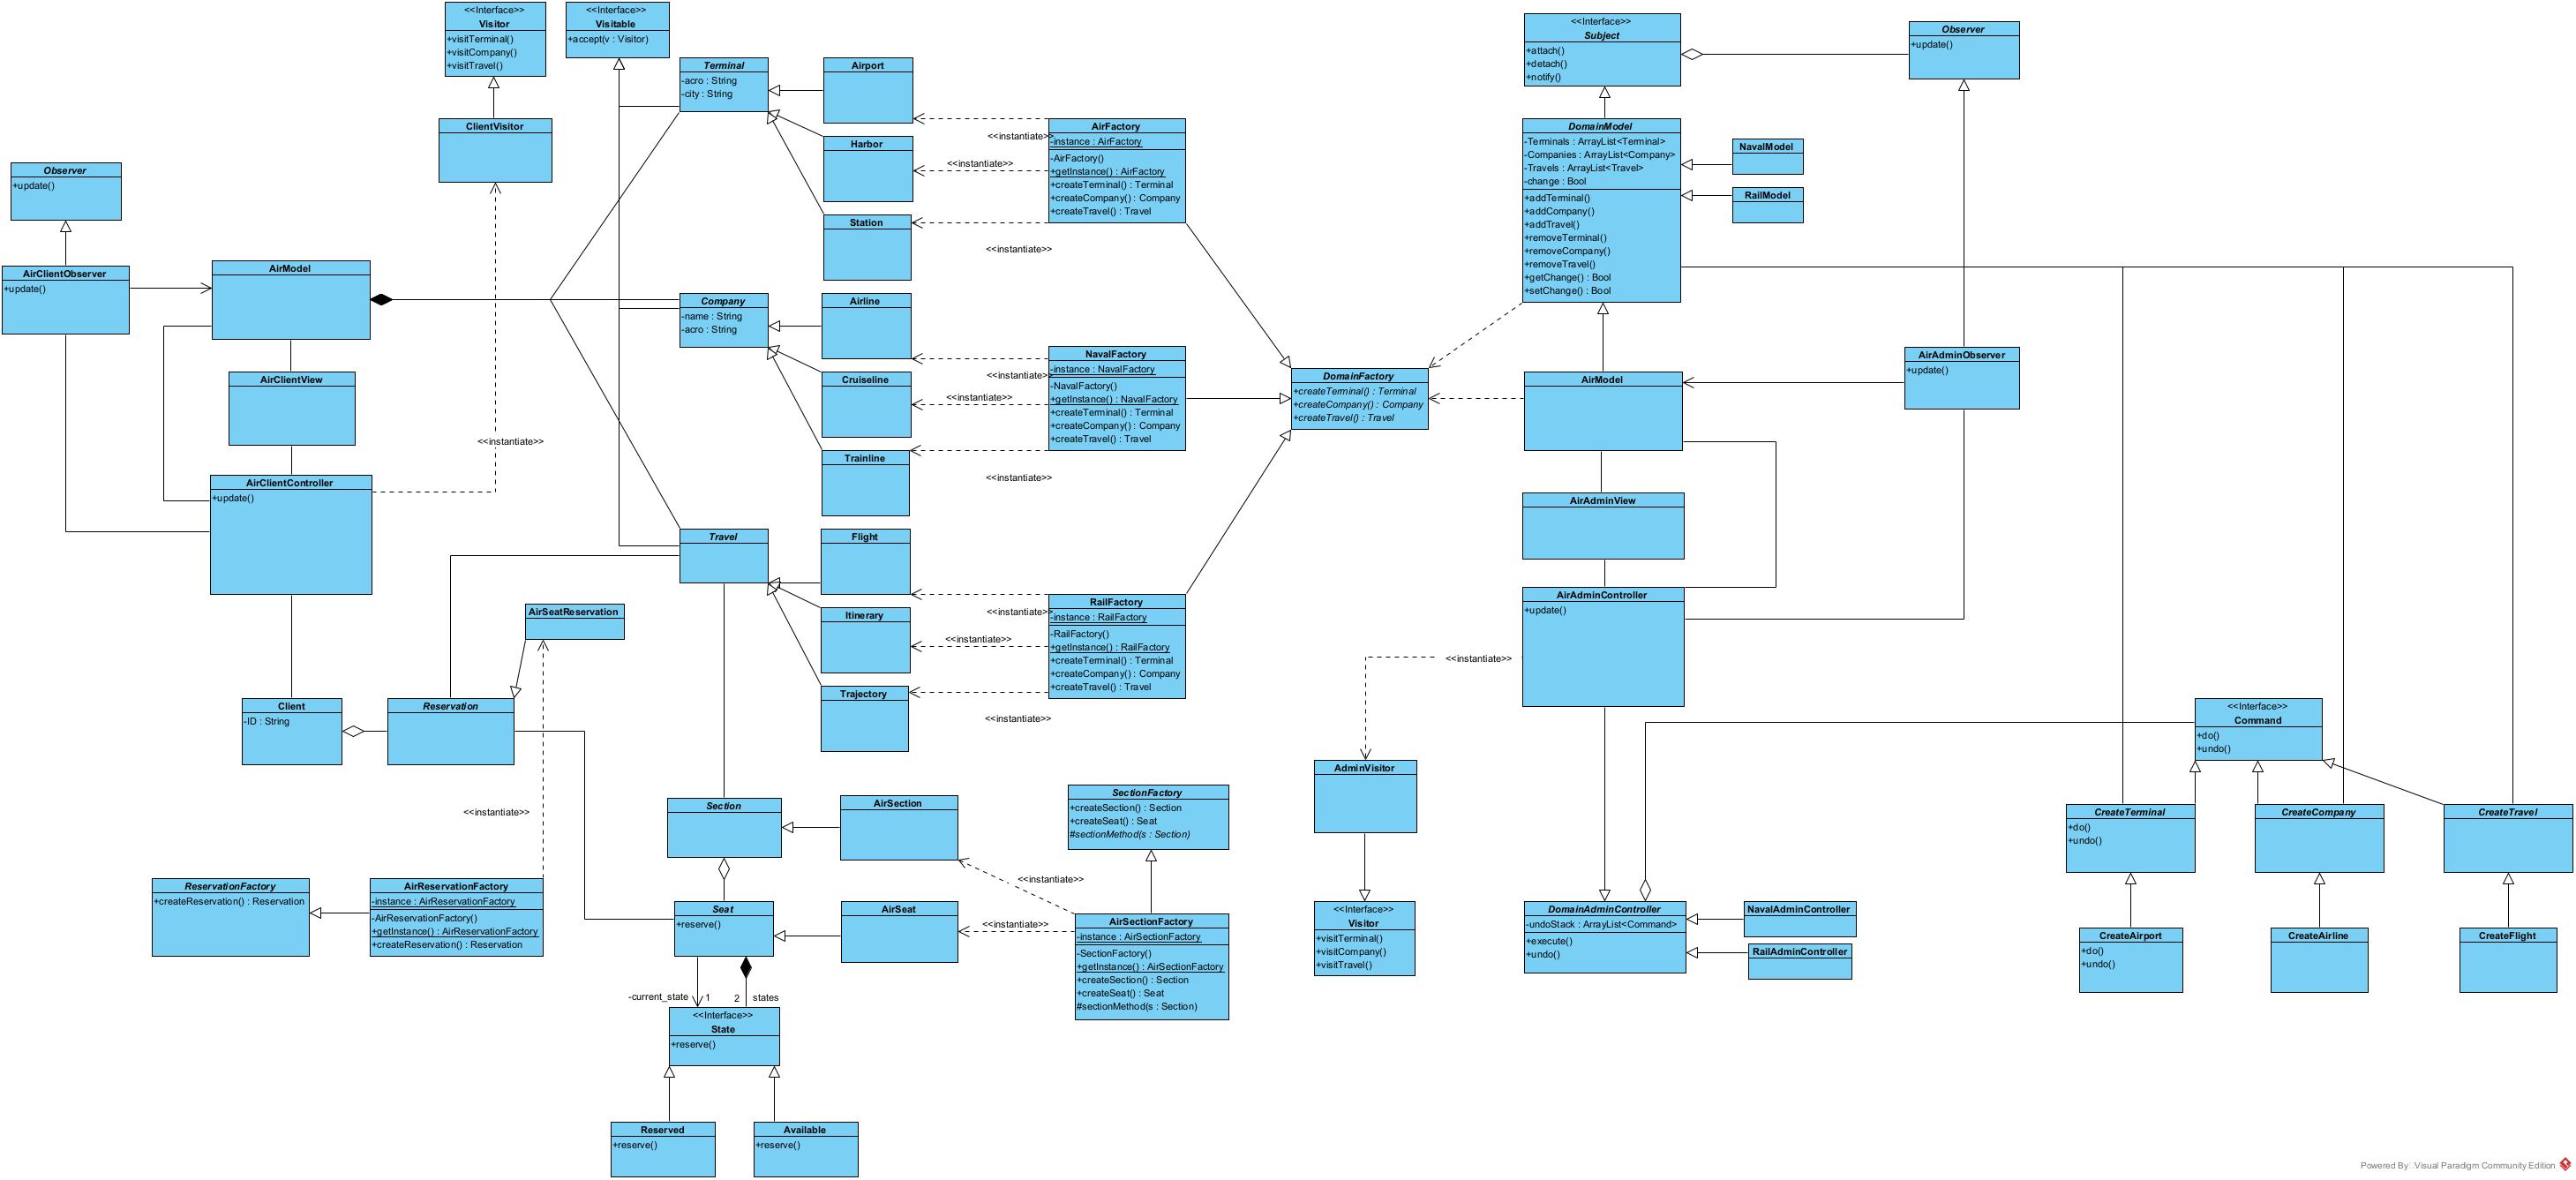 <<Interface>>
Visitor
+visitTerminal()
+visitCompany()
+visitTravel()
<<Interface>>
Visitable
+accept(v : Visitor)
Terminal
-acro : String
-city : String
Airport
Harbor
Station
ClientVisitor
Observer
+update()
AirClientObserver
+update()
AirModel
AirClientView
AirClientController
+update()
<<instantiate>>
Company
-name : String
-acro : String
Airline
Cruiseline
Trainline
Travel
Flight
Itinerary
Trajectory
AirFactory
-instance : AirFactory
-AirFactory()
+getInstance() : AirFactory
+createTerminal() : Terminal
+createCompany() : Company
+createTravel() : Travel
<<instantiate>>
<<instantiate>>
<<instantiate>>
NavalFactory
-instance : NavalFactory
-NavalFactory()
+getInstance() : NavalFactory
+createTerminal() : Terminal
+createCompany() : Company
+createTravel() : Travel
<<instantiate>>
<<instantiate>>
<<instantiate>>
RailFactory
-instance : RailFactory
-RailFactory()
+getInstance() : RailFactory
+createTerminal() : Terminal
+createCompany() : Company
+createTravel() : Travel
<<instantiate>>
<<instantiate>>
<<instantiate>>
DomainFactory
+createTerminal() : Terminal
+createCompany() : Company
+createTravel() : Travel
<<Interface>>
Subject
+attach()
+detach()
+notify()
Observer
+update()
DomainModel
-Terminals : ArrayList<Terminal>
-Companies : ArrayList<Company>
-Travels : ArrayList<Travel>
-change : Bool
+addTerminal()
+addCompany()
+addTravel()
+removeTerminal()
+removeCompany()
+removeTravel()
+getChange() : Bool
+setChange() : Bool
NavalModel
RailModel
AirModel
AirAdminObserver
+update()
AirAdminView
AirAdminController
+update()
<<instantiate>>
AirSeatReservation
Client
-ID : String
Reservation
<<instantiate>>
ReservationFactory
+createReservation() : Reservation
AirReservationFactory
-instance : AirReservationFactory
-AirReservationFactory()
+getInstance() : AirReservationFactory
+createReservation() : Reservation
Section
AirSection
Seat
+reserve()
AirSeat
-current_state
1
2
states
<<Interface>>
State
+reserve()
Reserved
+reserve()
Available
+reserve()
SectionFactory
+createSection() : Section
+createSeat() : Seat
#sectionMethod(s : Section)
<<instantiate>>
<<instantiate>>
AirSectionFactory
-instance : AirSectionFactory
-SectionFactory()
+getInstance() : AirSectionFactory
+createSection() : Section
+createSeat() : Seat
#sectionMethod(s : Section)
AdminVisitor
<<Interface>>
Visitor
+visitTerminal()
+visitCompany()
+visitTravel()
DomainAdminController
-undoStack : ArrayList<Command>
+execute()
+undo()
NavalAdminController
RailAdminController
<<Interface>>
Command
+do()
+undo()
CreateTerminal
+do()
+undo()
CreateCompany
CreateTravel
CreateAirport
+do()
+undo()
CreateAirline
CreateFlight
Powered By Visual Paradigm Community Edition